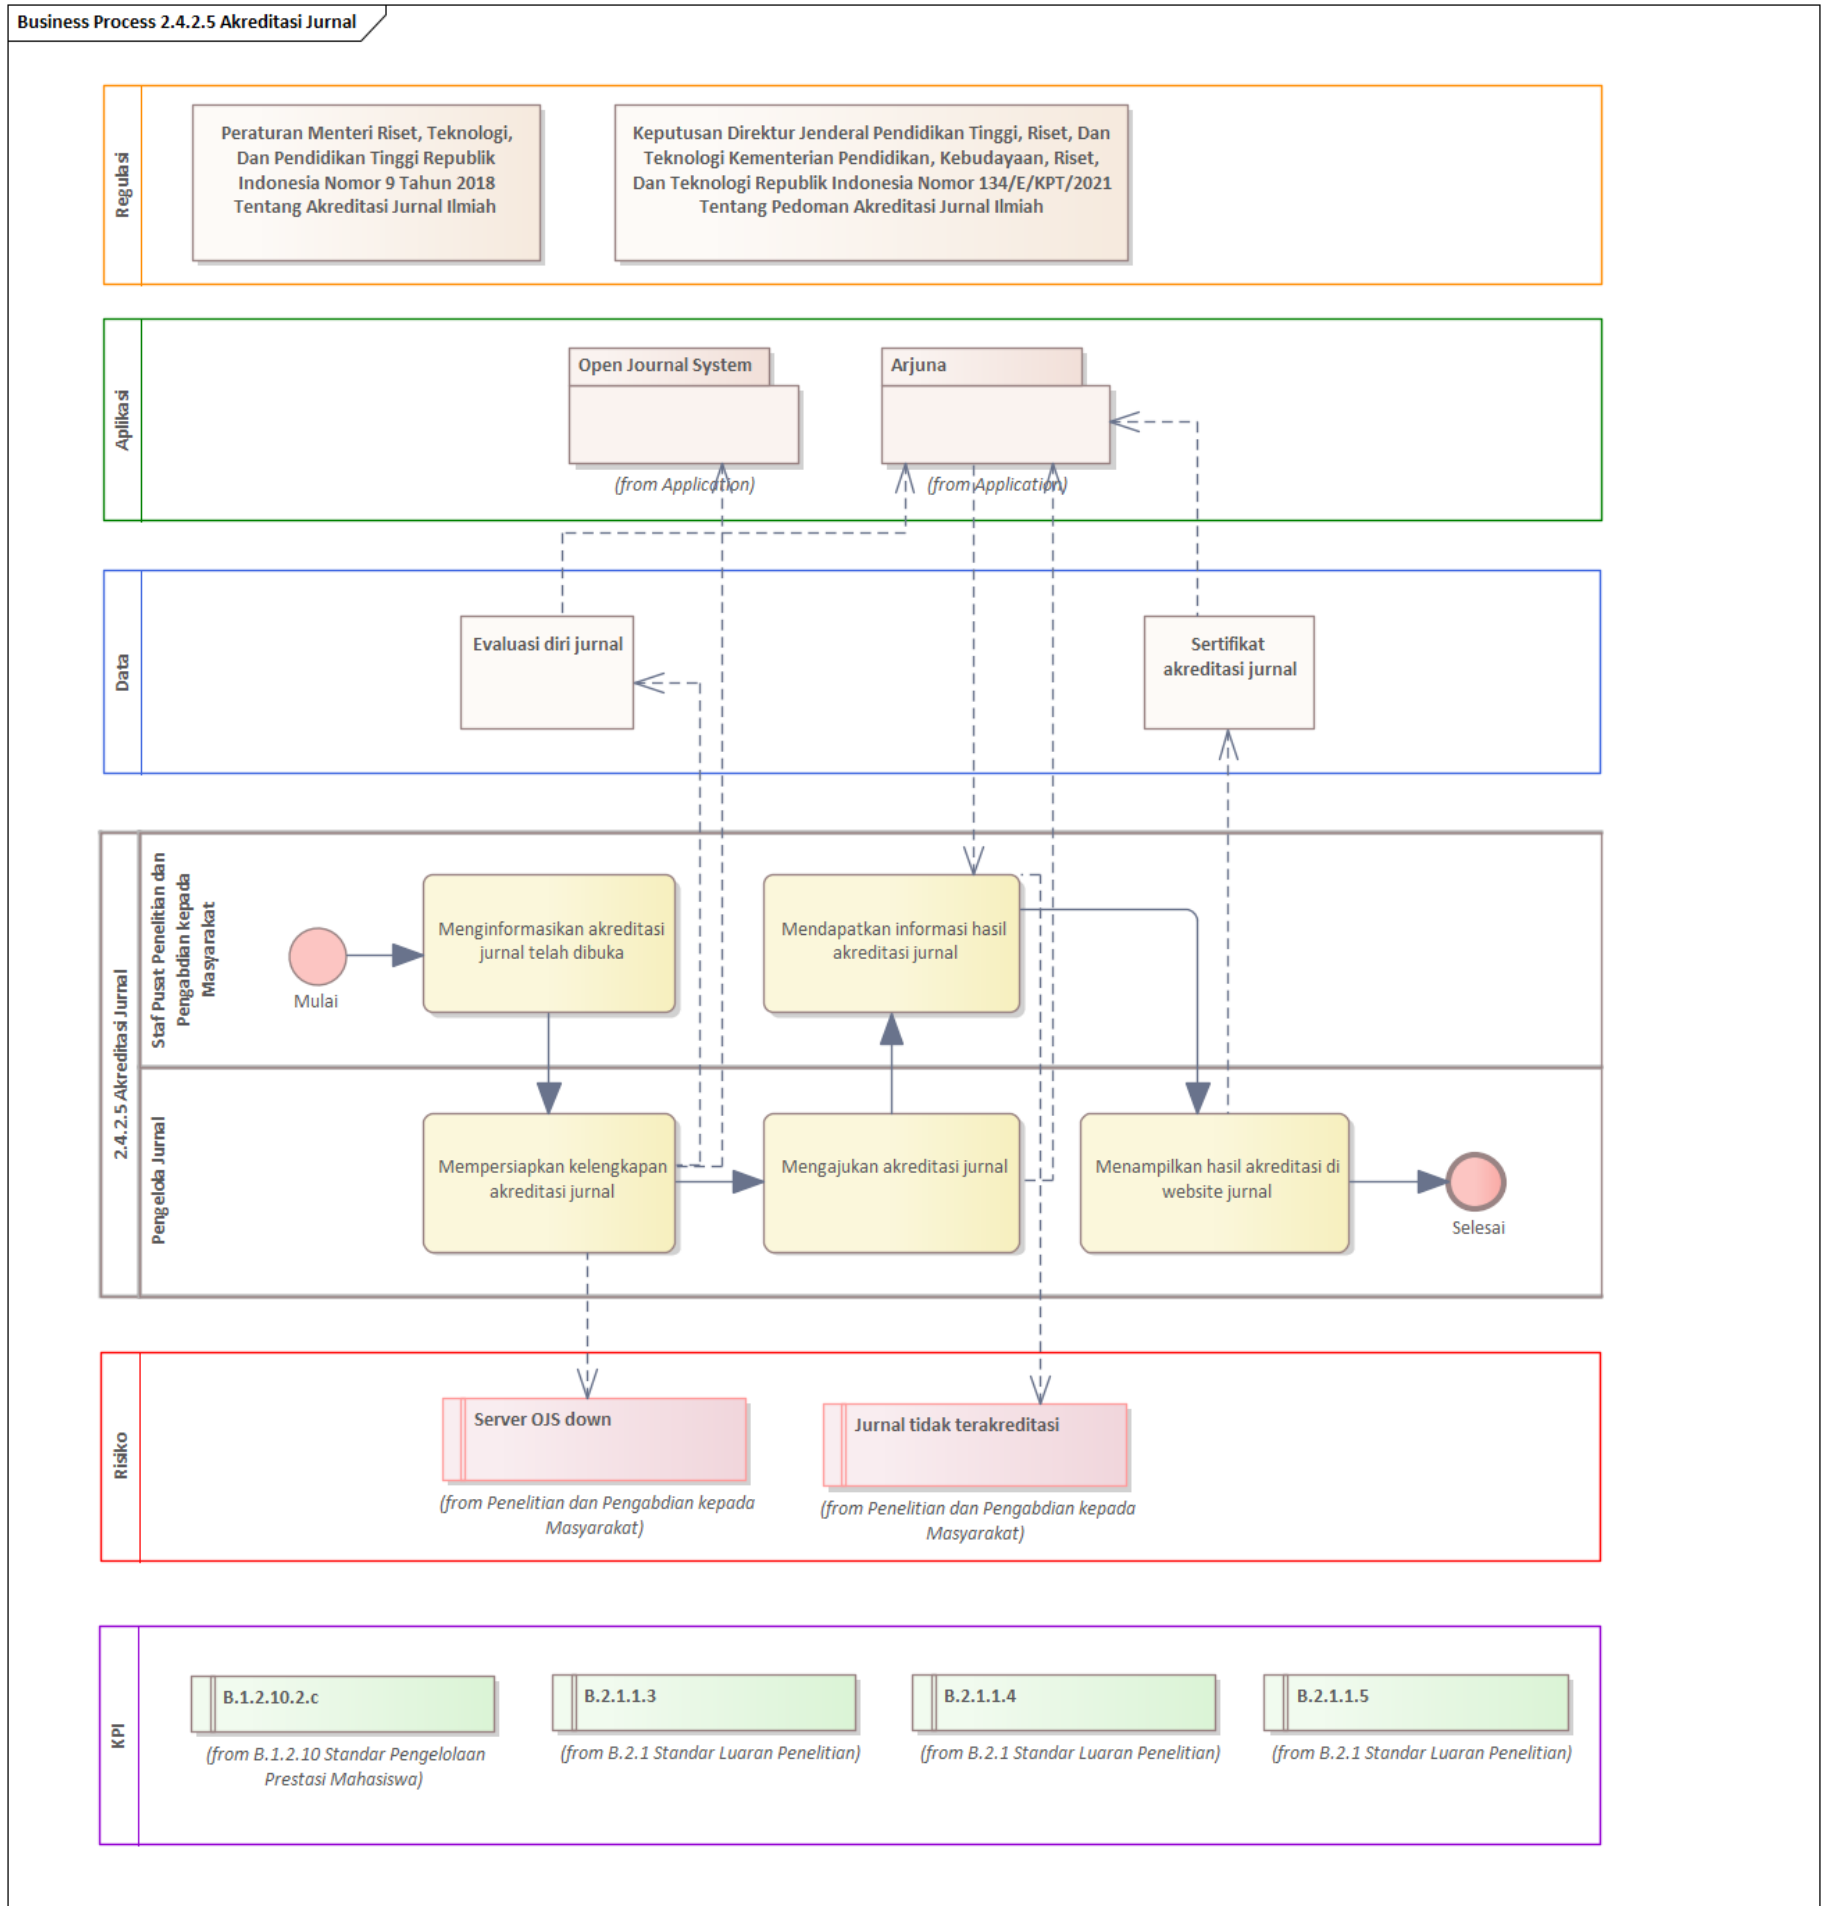 Business Process 2.4.2.5 Akreditasi Jurnal
Regulasi
Peraturan Menteri Riset, Teknologi,
Dan Pendidikan Tinggi Republik
Indonesia Nomor 9 Tahun 2018
Tentang Akreditasi Jurnal Ilmiah
Keputusan Direktur Jenderal Pendidikan Tinggi, Riset, Dan
Teknologi Kementerian Pendidikan, Kebudayaan, Riset,
Dan Teknologi Republik Indonesia Nomor 134/E/KPT/2021
Tentang Pedoman Akreditasi Jurnal Ilmiah
Aplikasi
Open Journal System
(from Application)
Arjuna
(from Application)
Data
Evaluasi diri jurnal
Sertifikat
akreditasi jurnal
2.4.2.5 Akreditasi Jurnal
Staf Pusat Penelitian dan
Pengabdian kepada
Masyarakat
Mulai
Menginformasikan akreditasi
jurnal telah dibuka
Mendapatkan informasi hasil
akreditasi jurnal
Pengelola Jurnal
Mempersiapkan kelengkapan
akreditasi jurnal
Mengajukan akreditasi jurnal
Menampilkan hasil akreditasi di
website jurnal
Selesai
Risiko
Server OJS down
(from Penelitian dan Pengabdian kepada
Masyarakat)
Jurnal tidak terakreditasi
(from Penelitian dan Pengabdian kepada
Masyarakat)
KPI
B.1.2.10.2.c
(from B.1.2.10 Standar Pengelolaan
Prestasi Mahasiswa)
B.2.1.1.3
(from B.2.1 Standar Luaran Penelitian)
B.2.1.1.4
(from B.2.1 Standar Luaran Penelitian)
B.2.1.1.5
(from B.2.1 Standar Luaran Penelitian)